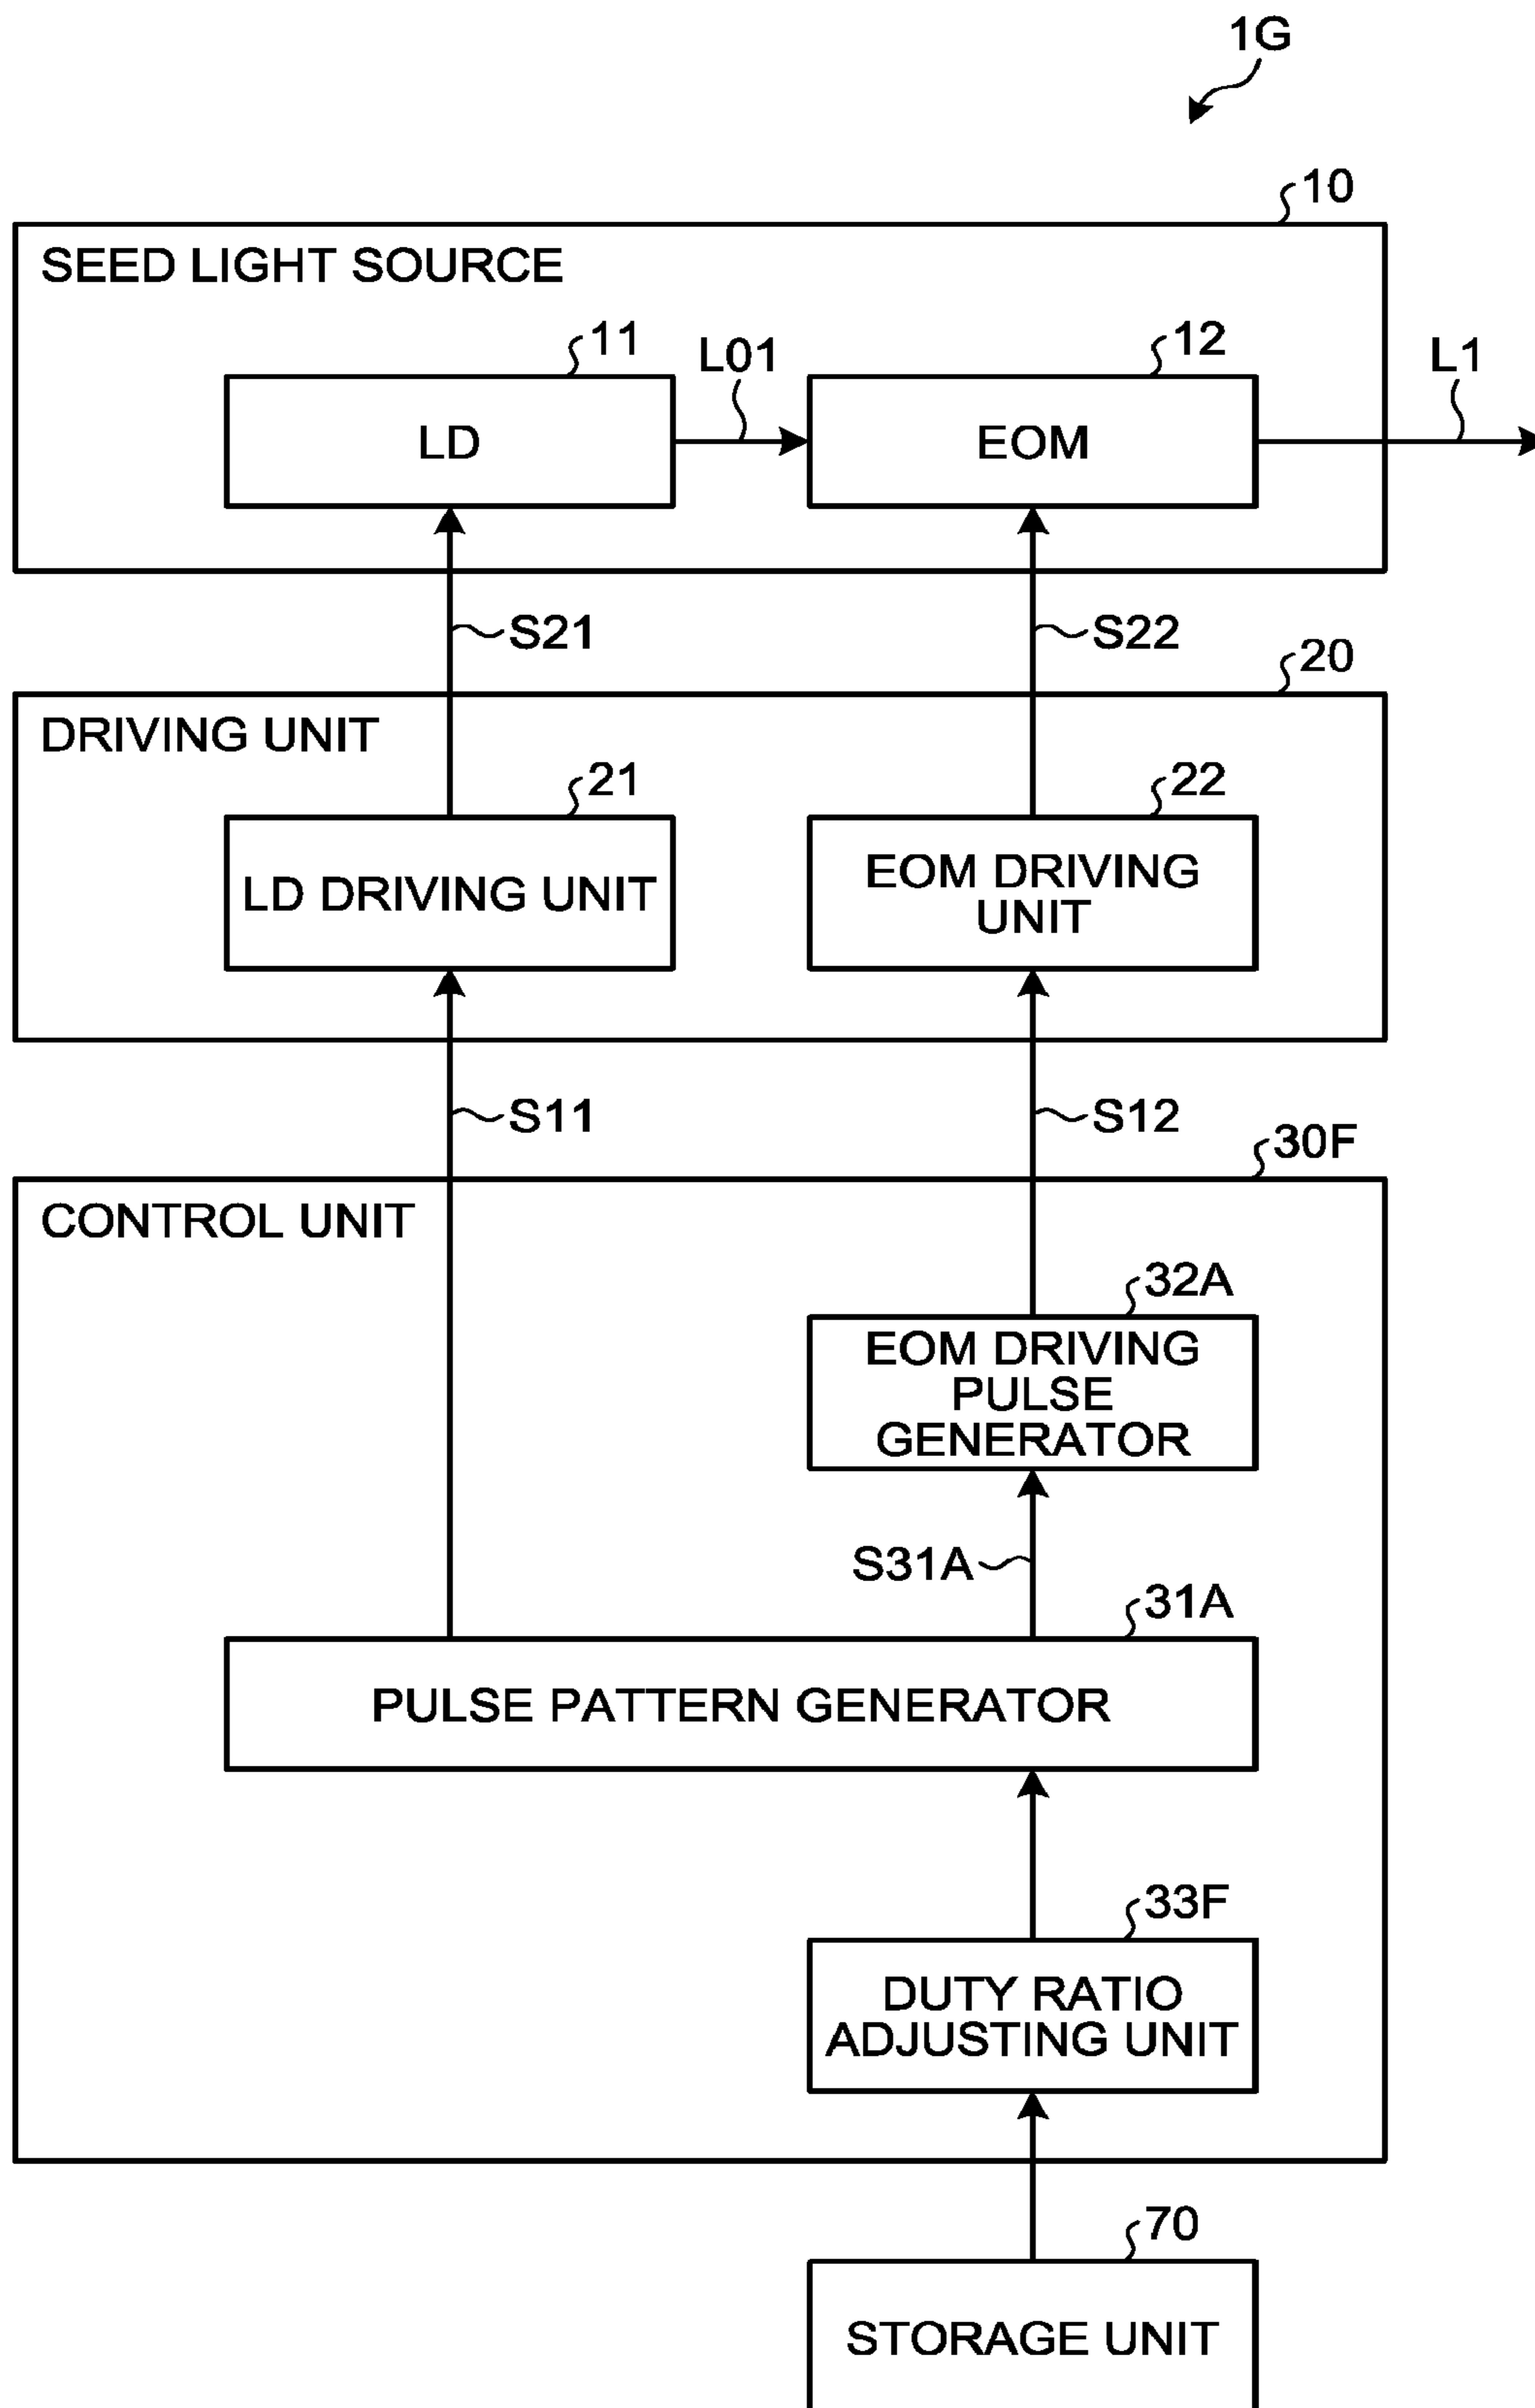 1G
10
SEED LIGHT SOURCE
11
L01
12
L1
LD
EOM
S21
S22
20
DRIVING UNIT
21
22
LD DRIVING UNIT
EOM DRIVING
UNIT
S11
S12
30F
CONTROL UNIT
32A
EOM DRIVING
PULSE
GENERATOR
S31A
31A
PULSE PATTERN GENERATOR
33F
DUTY RATIO
ADJUSTING UNIT
70
STORAGE UNIT